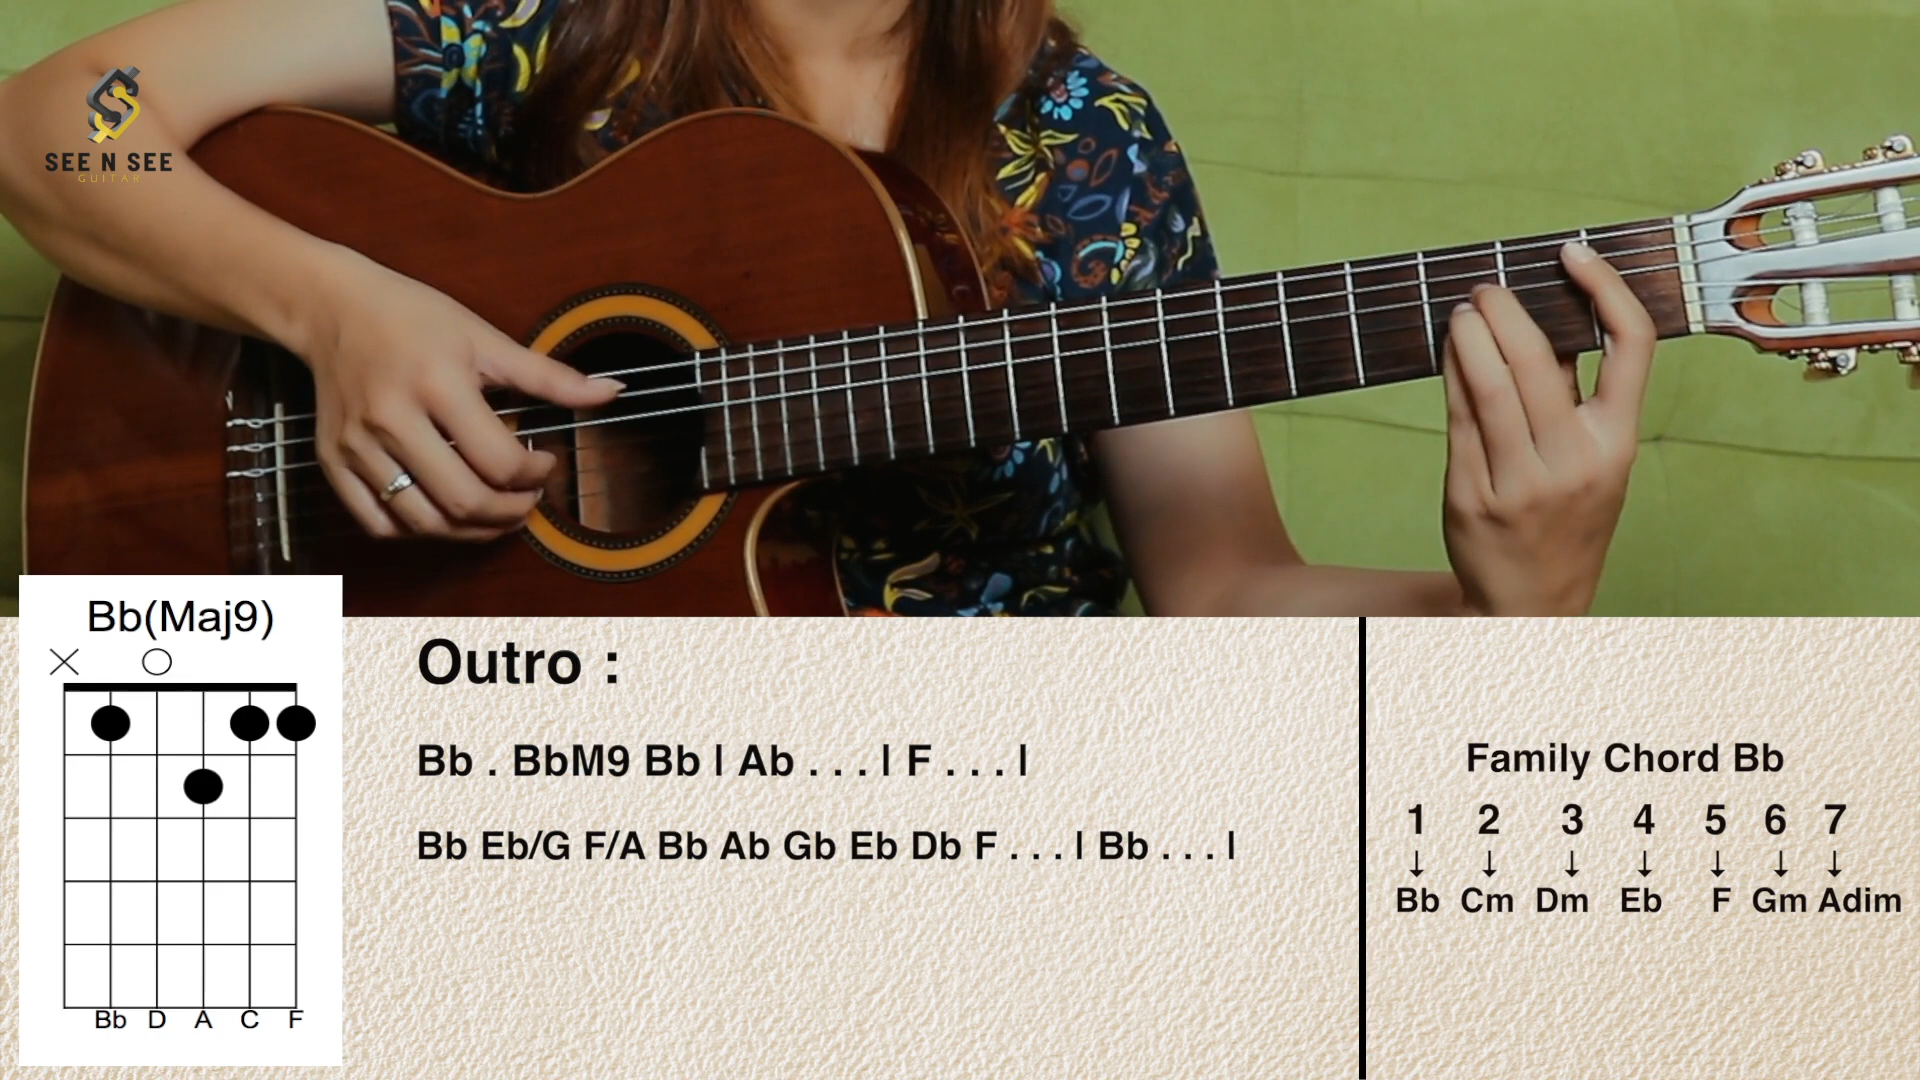 SEE N SEE
GUITAR
Bb(Maj9)
Bb D A C F
Outro :
Bb . BbM9 Bb | Ab . . . | F . . . |
Bb Eb/G F/A Bb Ab Gb Eb Db F . . . | Bb . . . |
Family Chord Bb
1 2 3 4 5 6 7
↓ ↓ ↓ ↓ ↓ ↓ ↓
Bb Cm Dm Eb F Gm Adim